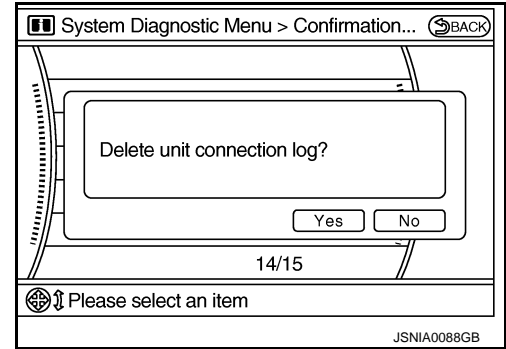 System Diagnostic Menu > Confirmation... BACK
Delete unit connection log?
Yes No
14/15
Please select an item
JSNIA0088GB